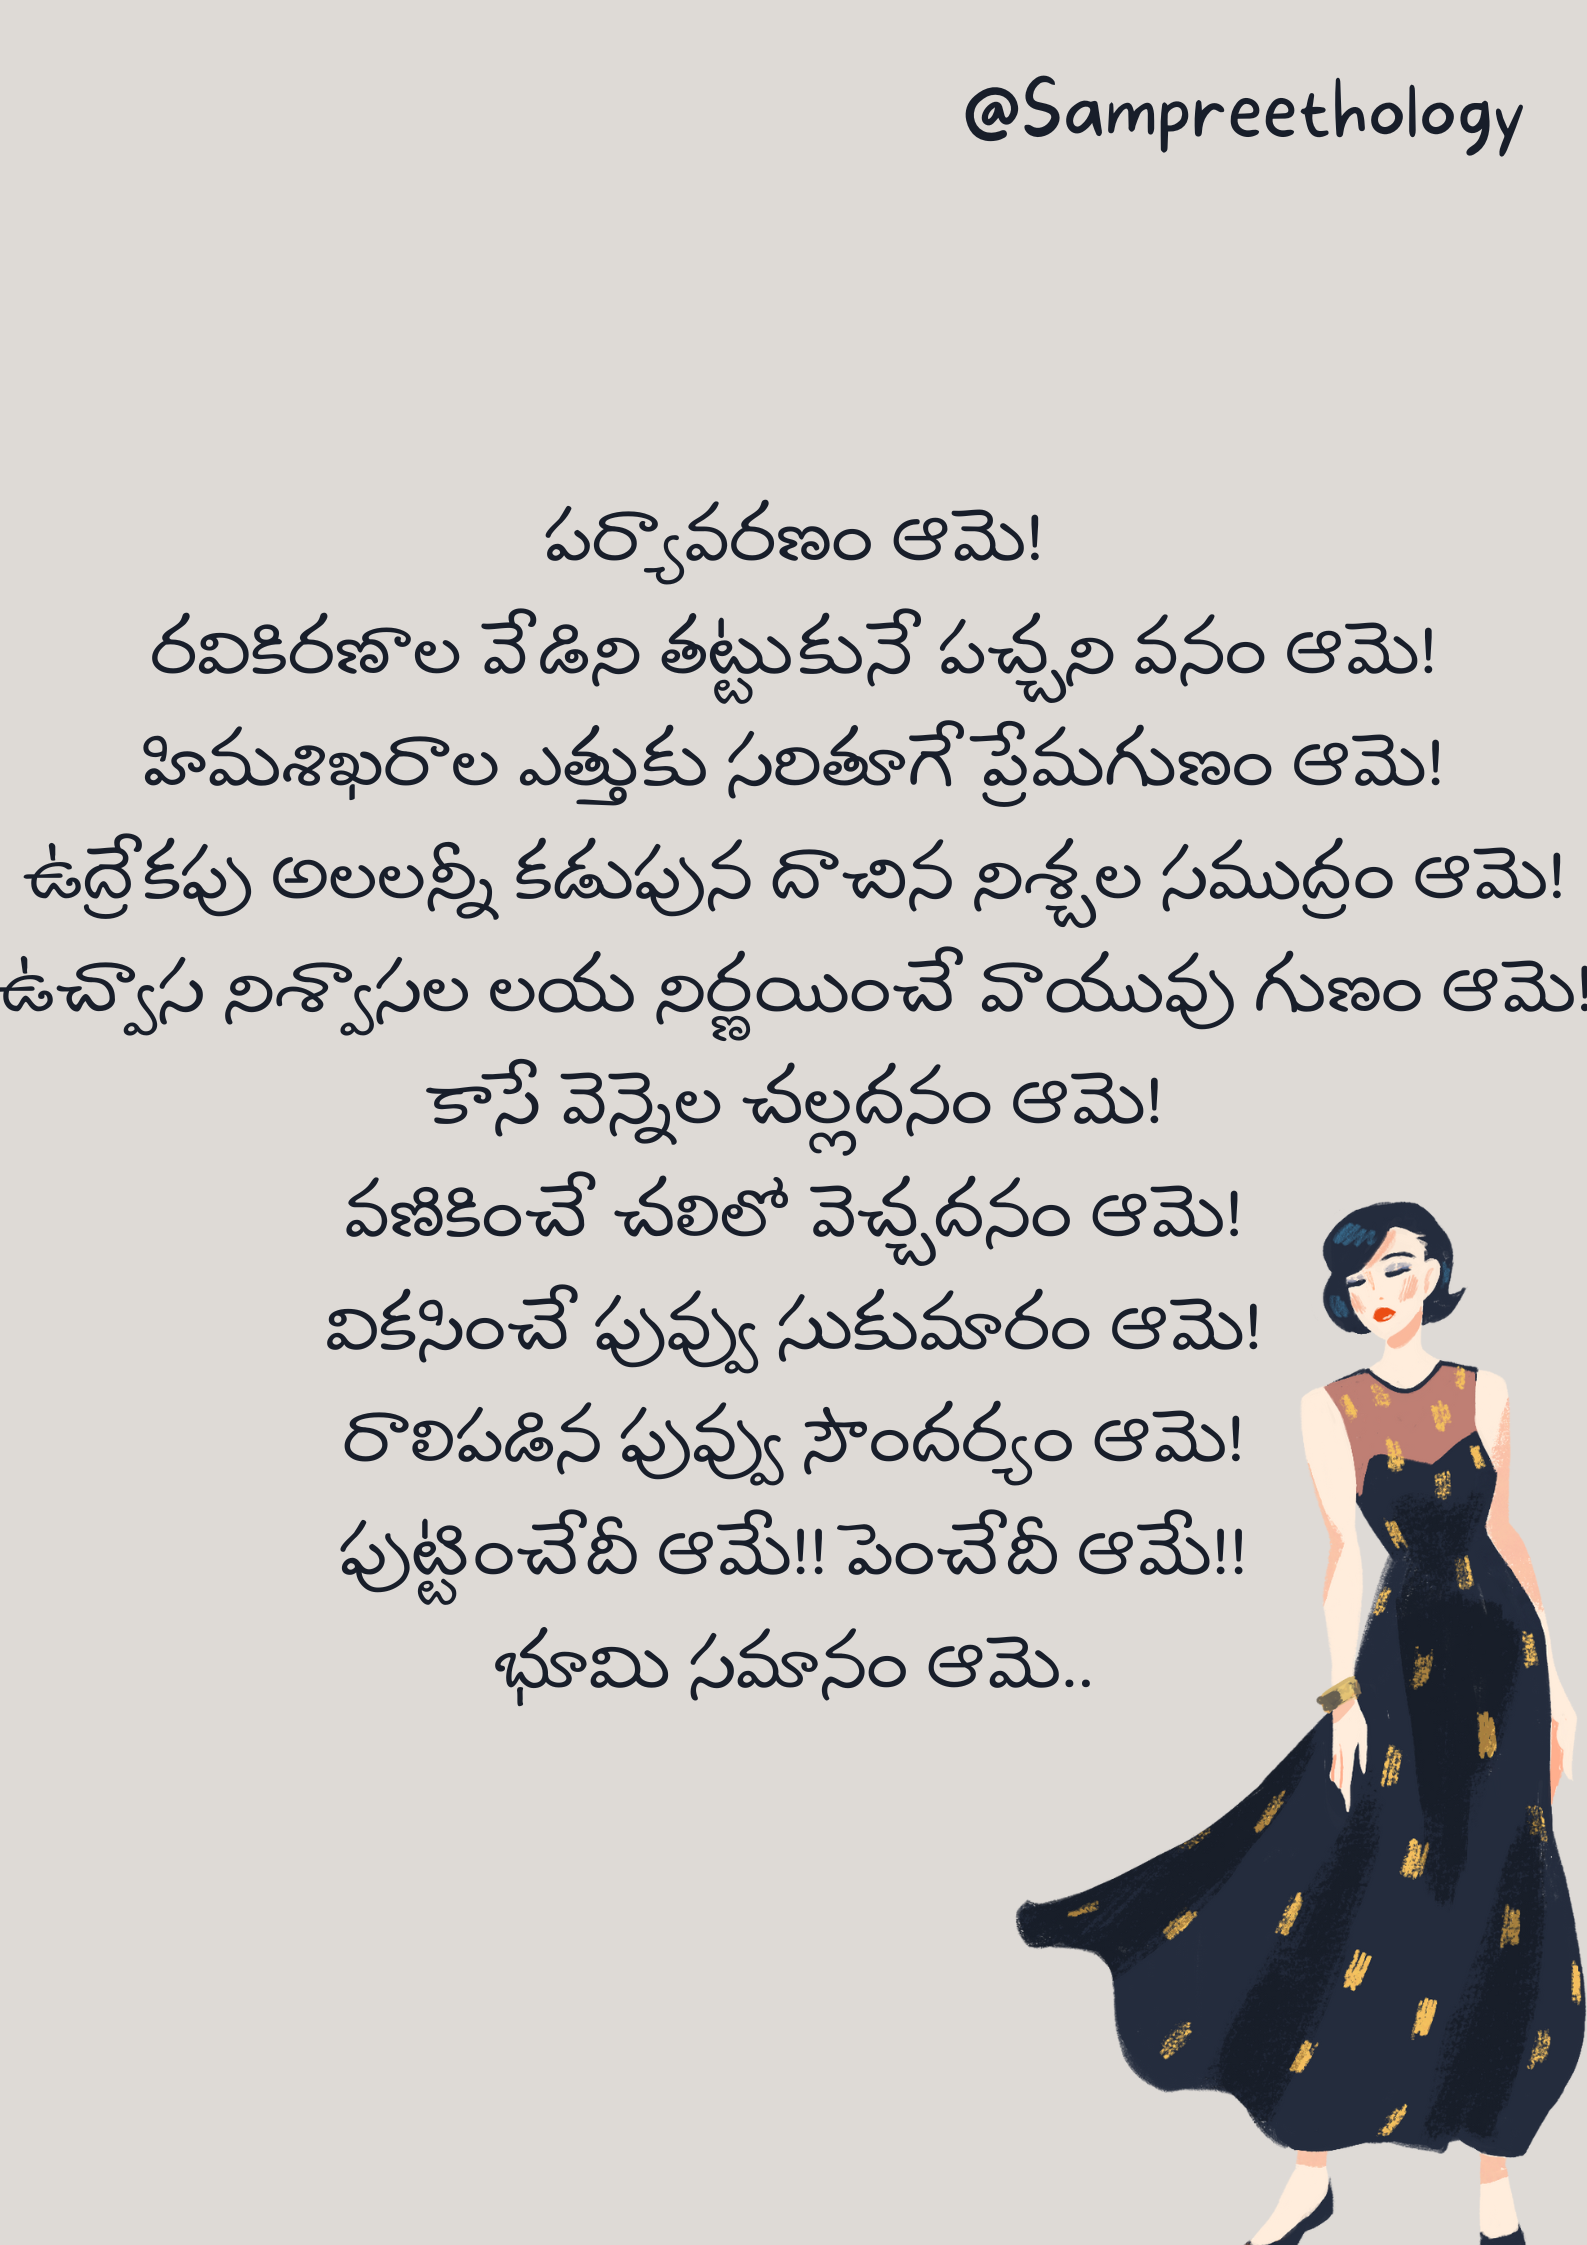 @Sampreethology
పర్యావరణం ఆమె!
రవికిరణాల వేడిని తట్టుకునే పచ్చని వనం ఆమె!
హిమశిఖరాల ఎత్తుకు సరితూగే ప్రేమగుణం ఆమె!
ఉద్రేకపు అలలన్నీ కడుపున దాచిన నిశ్చల సముద్రం ఆమె!
ఉచ్వాస నిశ్వాసల లయ నిర్ణయించే వాయువు గుణం ఆమె!
కాసే వెన్నెల చల్లదనం ఆమె!
వణికించే చలిలో వెచ్చదనం ఆమె!
వికసించే పువ్వు సుకుమారం ఆమె!
రాలిపడిన పువ్వు సౌందర్యం ఆమె!
పుట్టించేదీ ఆమే!! పెంచేదీ ఆమే!!
భూమి సమానం ఆమె..